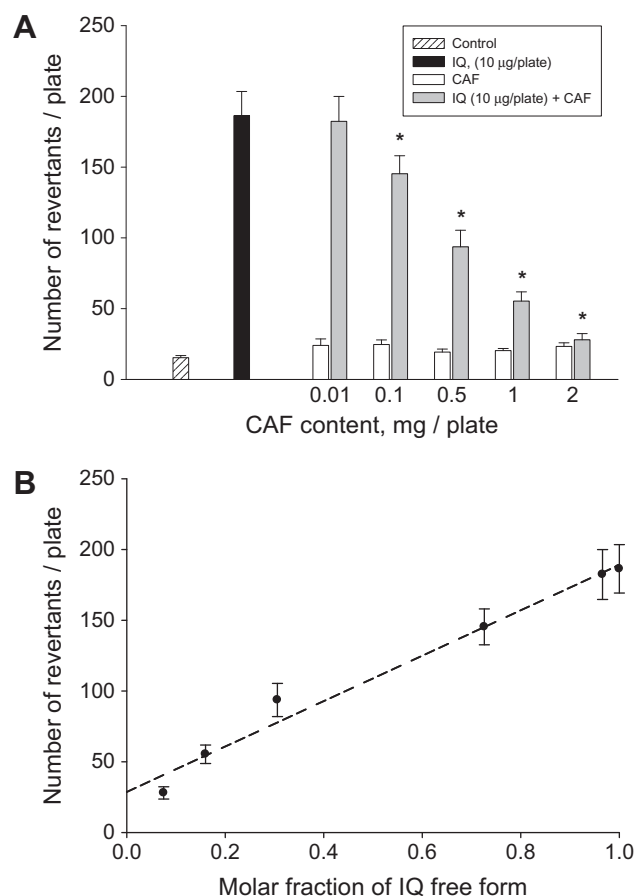 A
250
200
150
100
50
0
Number of revertants / plate
Control
IQ, (10 μg/plate)
CAF
IQ (10 μg/plate) + CAF
*
*
*
*
0.01 0.1 0.5 1 2
CAF content, mg / plate
B
250
200
150
100
50
0
Number of revertants / plate
0.0 0.2 0.4 0.6 0.8 1.0
Molar fraction of IQ free form